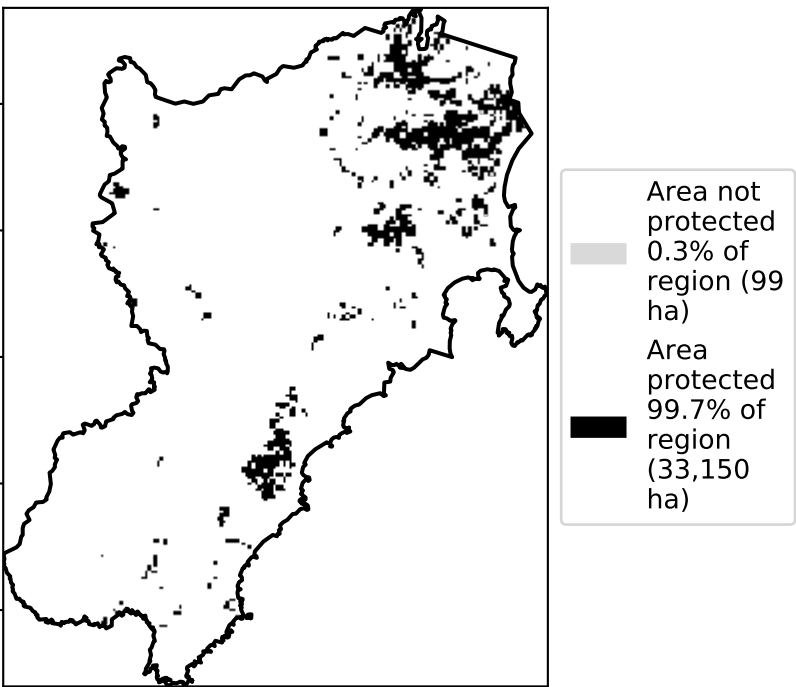 Area not
protected
0.3% of
region (99
ha)
Area
protected
99.7% of
region
(33,150
ha)